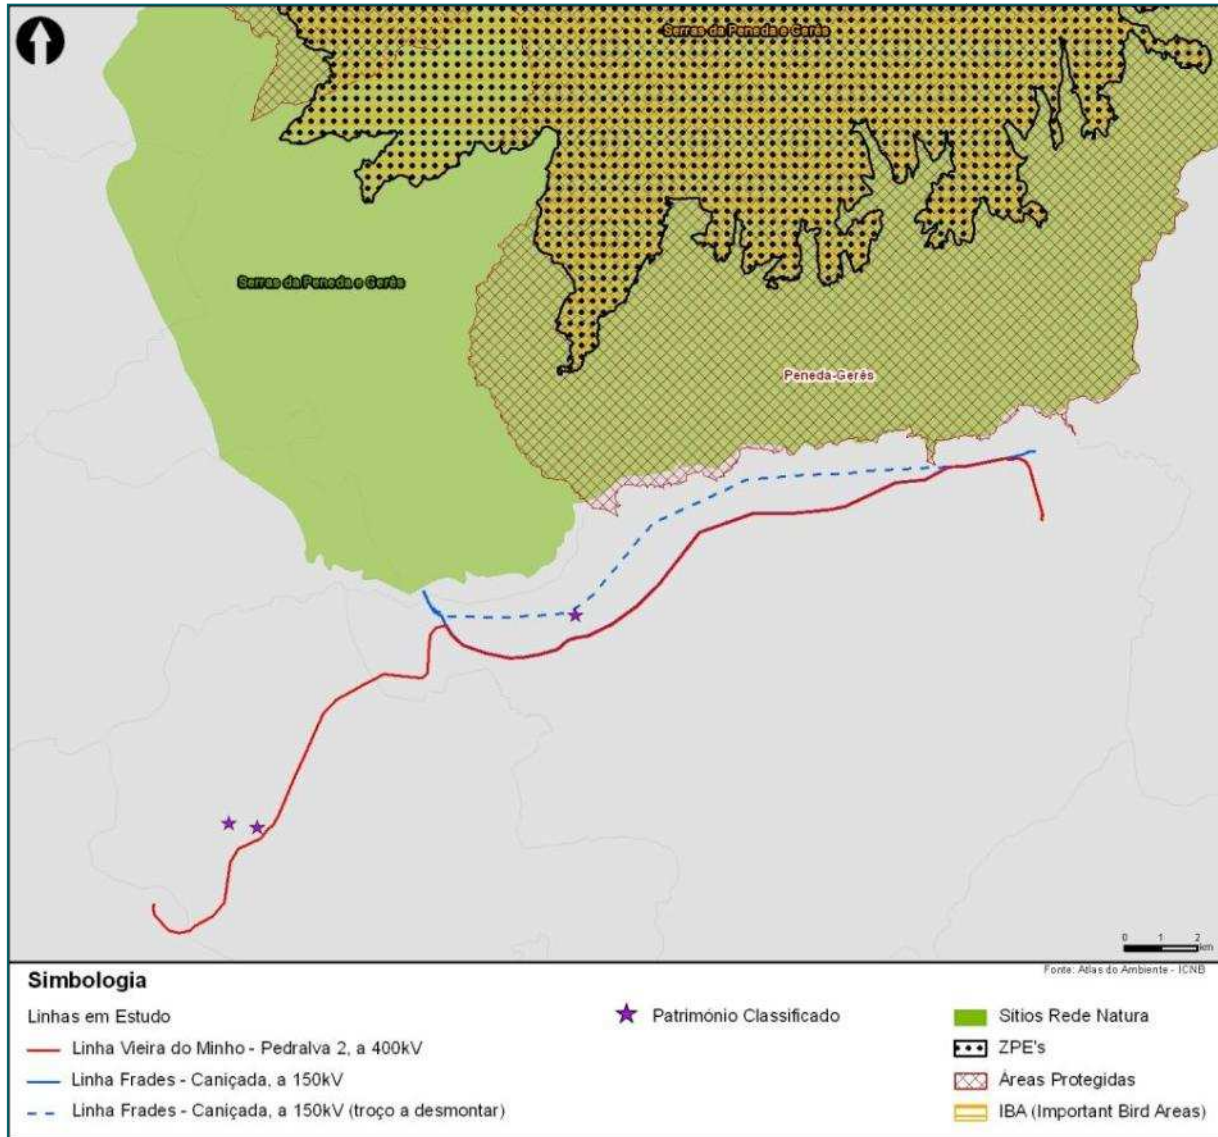 Serras da Peneda e Gerês
Serras da Peneda e Gerês
Peneda-Gerês
0 1 2
km
Fonte: Atlas do Ambiente - ICNB
Simbologia
Linhas em Estudo
Linha Vieira do Minho - Pedralva 2, a 400kV
Linha Frades - Caniçada, a 150kV
Linha Frades - Caniçada, a 150kV (troço a desmontar)
Património Classificado
Sitios Rede Natura
ZPE's
Áreas Protegidas
IBA (Important Bird Areas)